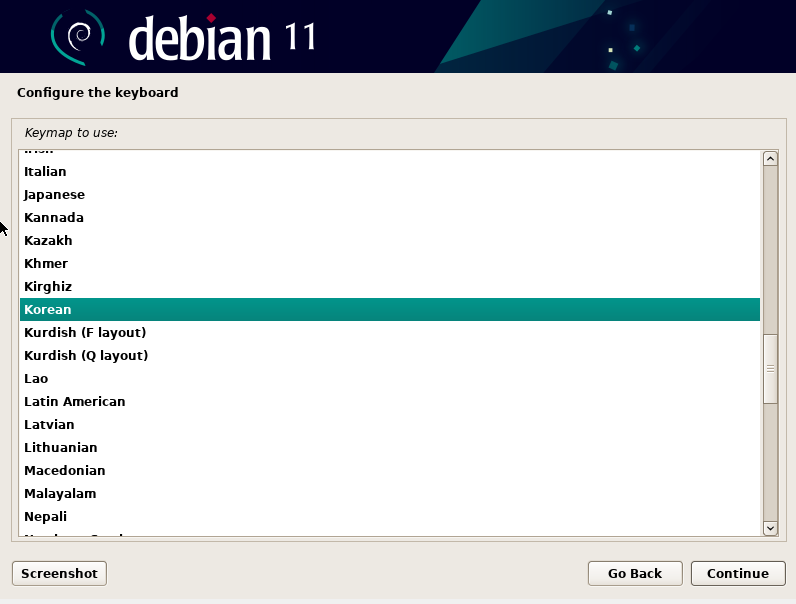 debian 11
Configure the keyboard
Keymap to use:
Italian
Japanese
Kannada
Kazakh
Khmer
Kirghiz
Korean
Kurdish (F layout)
Kurdish (Q layout)
Lao
Latin American
Latvian
Lithuanian
Macedonian
Malayalam
Nepali
Screenshot
Go Back
Continue